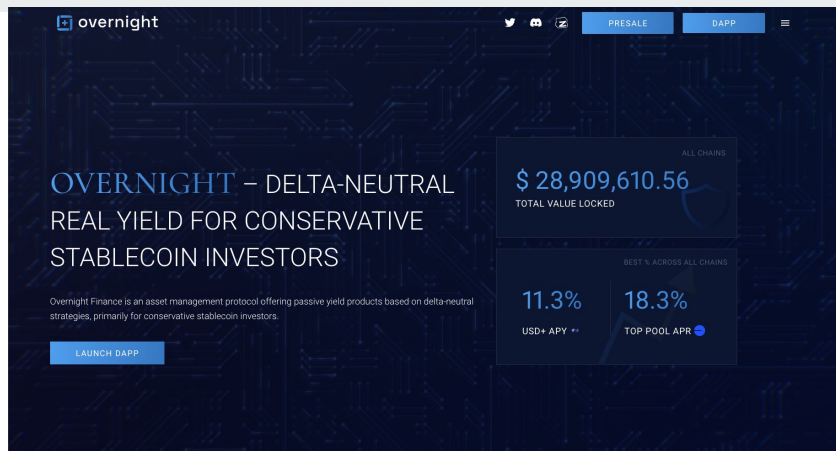 overnight
PRESALE
DAPP
OVERNIGHT – DELTA-NEUTRAL
REAL YIELD FOR CONSERVATIVE
STABLECOIN INVESTORS
Overnight Finance is an asset management protocol offering passive yield products based on delta-neutral
strategies, primarily for conservative stablecoin investors.
LAUNCH DAPP
ALL CHAINS
$ 28,909,610.56
TOTAL VALUE LOCKED
BEST % ACROSS ALL CHAINS
11.3%
USD+ APY
18.3%
TOP POOL APR